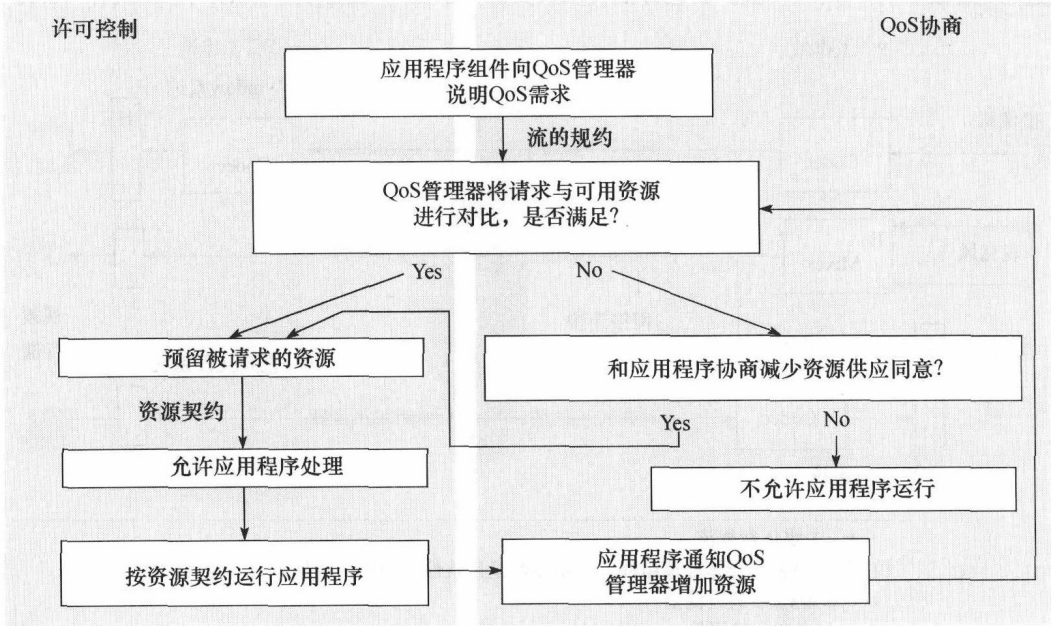 许可控制
QoS协商
应用程序组件向QoS管理器
说明QoS需求
流的规约
QoS管理器将请求与可用资源
进行对比，是否满足？
Yes
No
预留被请求的资源
和应用程序协商减少资源供应同意？
资源契约
Yes
No
允许应用程序处理
不允许应用程序运行
按资源契约运行应用程序
应用程序通知QoS
管理器增加资源